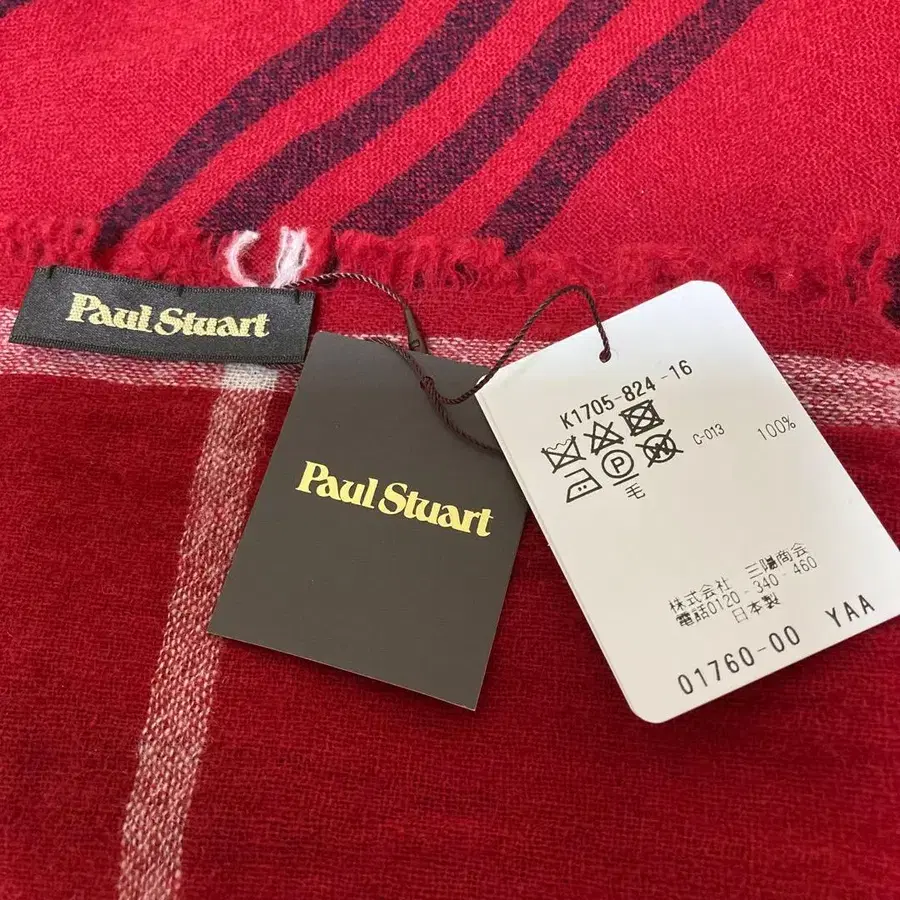 Paul Stuart
Paul Stuart
K1705-824-16
C-013
100%
P
毛
株式会社 三陽商会
電話0120-340-460
日本製
01760-00 YAA